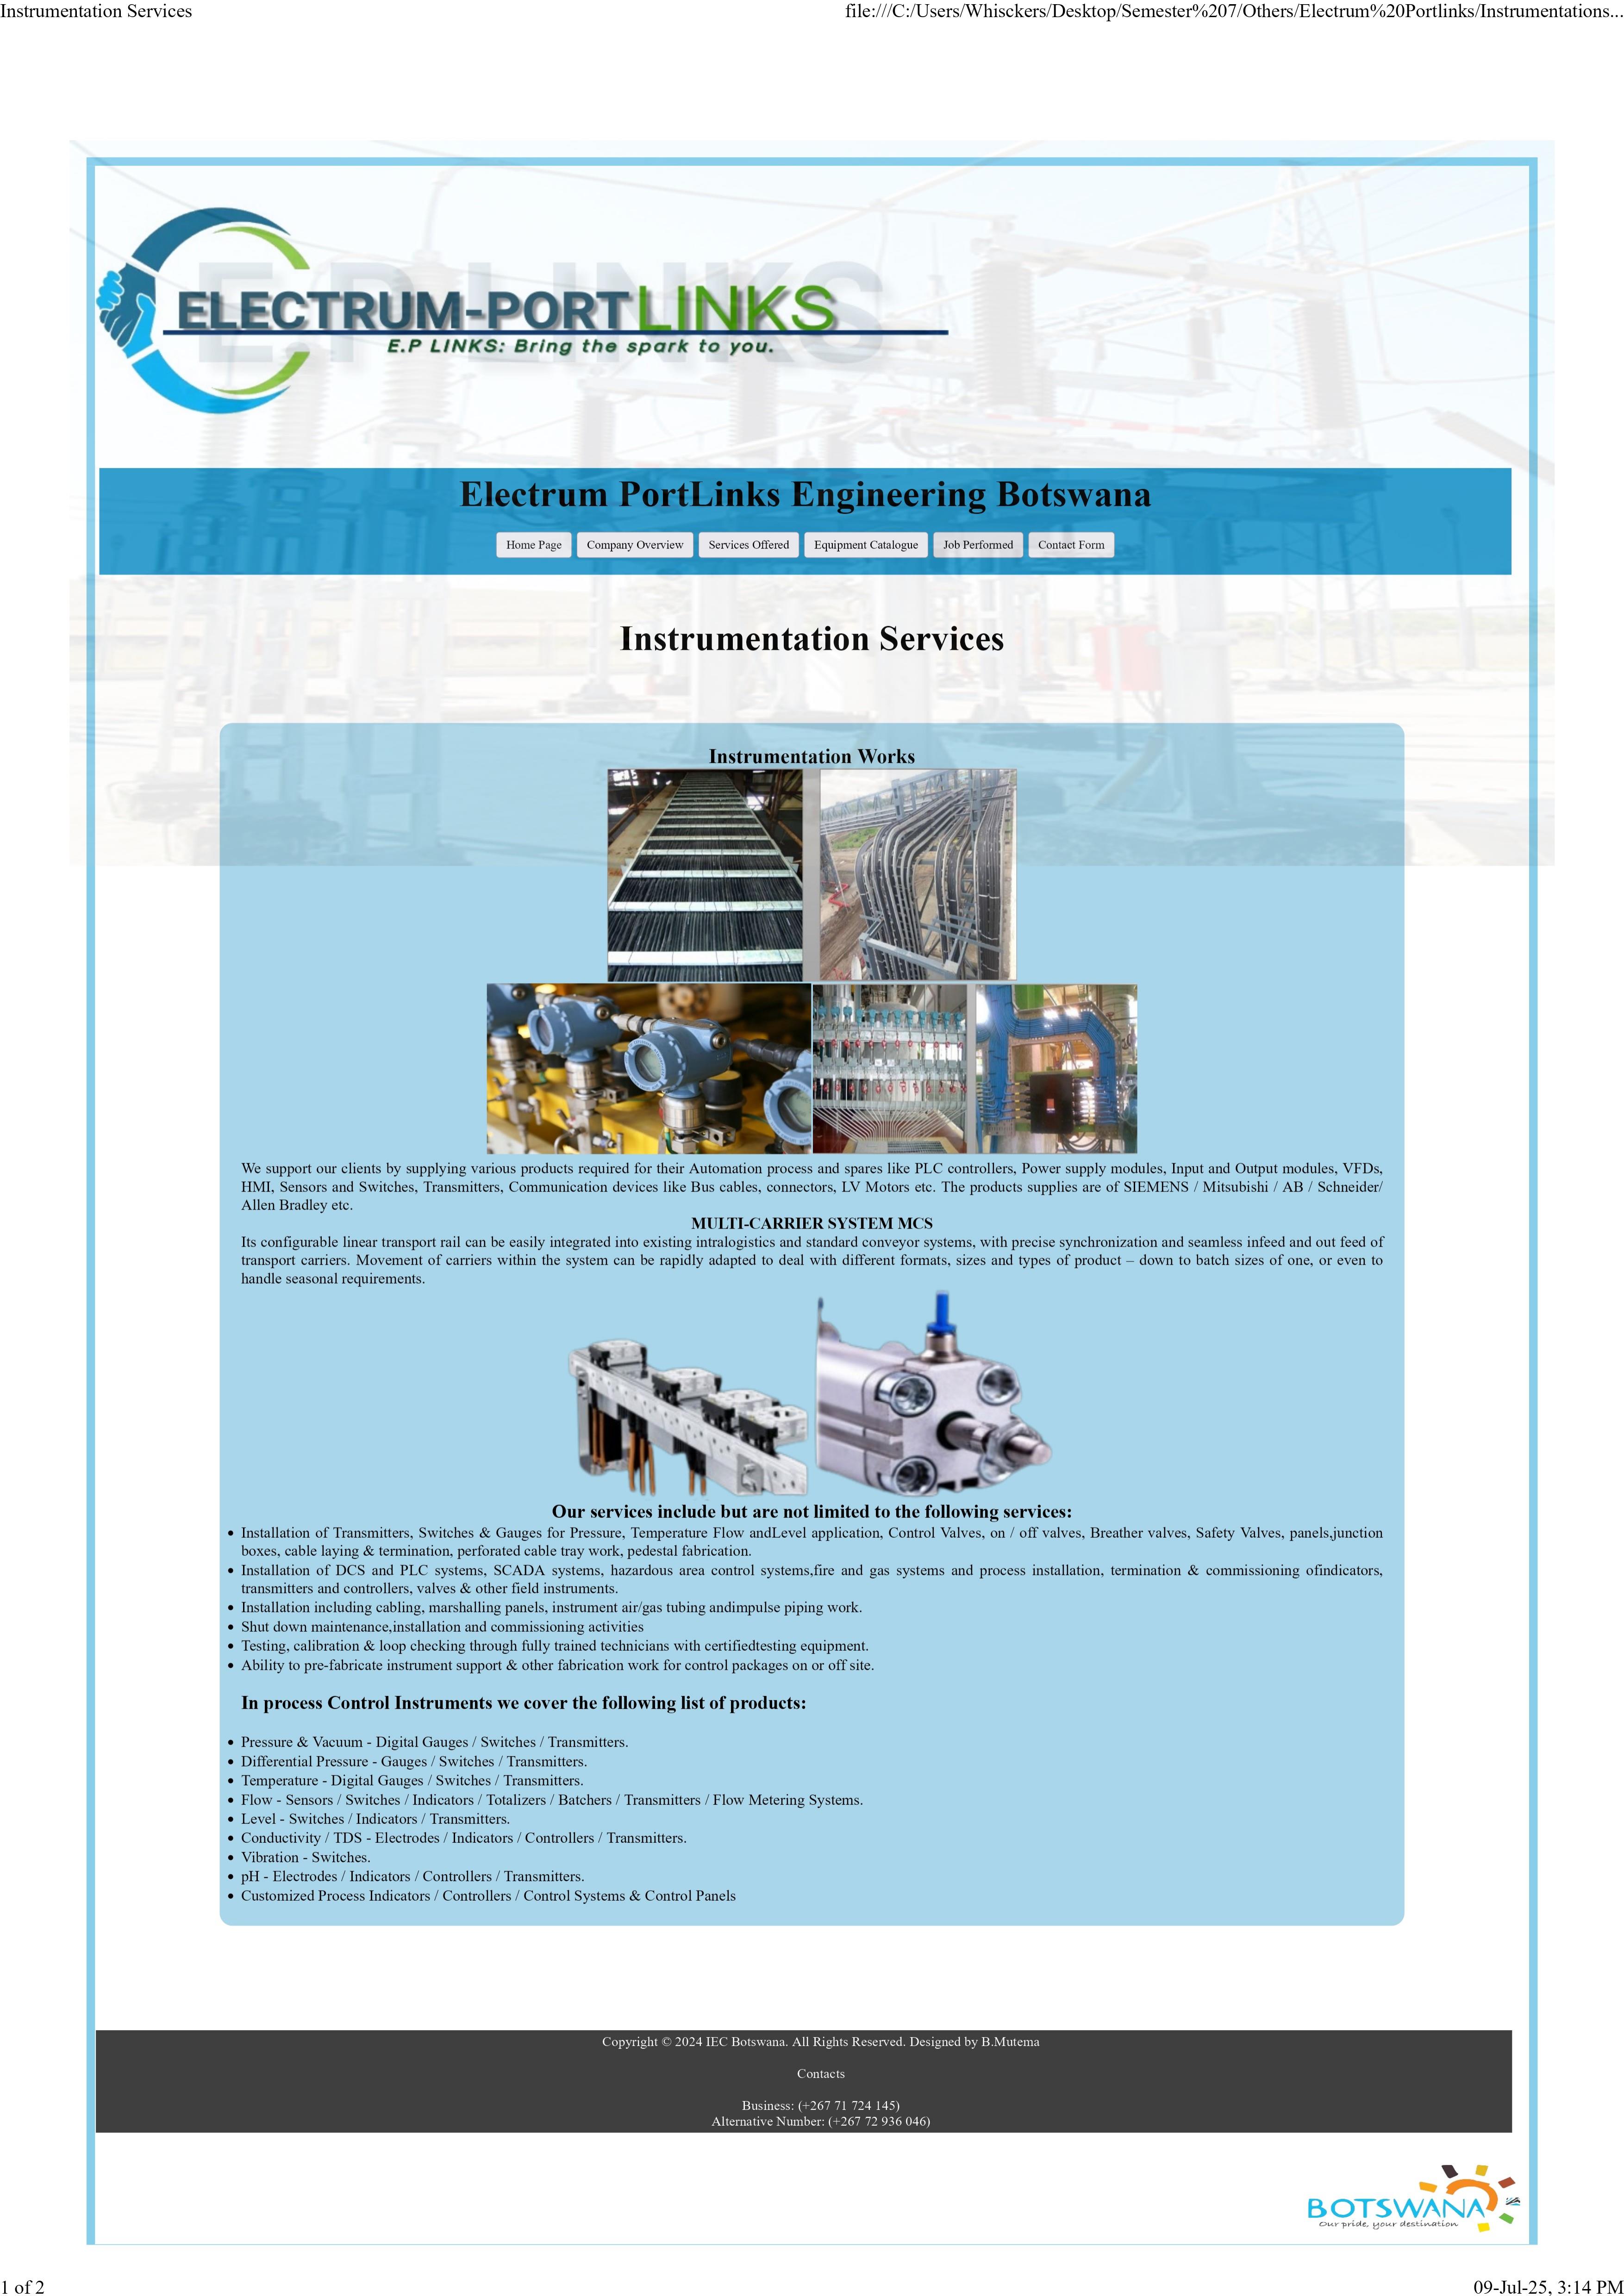 Instrumentation Services
file:///C:/Users/Whisckers/Desktop/Semester%207/Others/Electrum%20Portlinks/Instrumentations...
E.P LINKS
ELECTRUM-PORTLINKS
E.P LINKS: Bring the spark to you.
Electrum PortLinks Engineering Botswana
Home Page Company Overview Services Offered Equipment Catalogue Job Performed Contact Form
Instrumentation Services
Instrumentation Works
We support our clients by supplying various products required for their Automation process and spares like PLC controllers, Power supply modules, Input and Output modules, VFDs,
HMI, Sensors and Switches, Transmitters, Communication devices like Bus cables, connectors, LV Motors etc. The products supplies are of SIEMENS / Mitsubishi / AB / Schneider/
Allen Bradley etc.
MULTI-CARRIER SYSTEM MCS
Its configurable linear transport rail can be easily integrated into existing intralogistics and standard conveyor systems, with precise synchronization and seamless infeed and out feed of
transport carriers. Movement of carriers within the system can be rapidly adapted to deal with different formats, sizes and types of product – down to batch sizes of one, or even to
handle seasonal requirements.
Our services include but are not limited to the following services:
• Installation of Transmitters, Switches & Gauges for Pressure, Temperature Flow andLevel application, Control Valves, on / off valves, Breather valves, Safety Valves, panels,junction
boxes, cable laying & termination, perforated cable tray work, pedestal fabrication.
• Installation of DCS and PLC systems, SCADA systems, hazardous area control systems,fire and gas systems and process installation, termination & commissioning ofindicators,
transmitters and controllers, valves & other field instruments.
• Installation including cabling, marshalling panels, instrument air/gas tubing andimpulse piping work.
• Shut down maintenance,installation and commissioning activities
• Testing, calibration & loop checking through fully trained technicians with certifiedtesting equipment.
• Ability to pre-fabricate instrument support & other fabrication work for control packages on or off site.
In process Control Instruments we cover the following list of products:
• Pressure & Vacuum - Digital Gauges / Switches / Transmitters.
• Differential Pressure - Gauges / Switches / Transmitters.
• Temperature - Digital Gauges / Switches / Transmitters.
• Flow - Sensors / Switches / Indicators / Totalizers / Batchers / Transmitters / Flow Metering Systems.
• Level - Switches / Indicators / Transmitters.
• Conductivity / TDS - Electrodes / Indicators / Controllers / Transmitters.
• Vibration - Switches.
• pH - Electrodes / Indicators / Controllers / Transmitters.
• Customized Process Indicators / Controllers / Control Systems & Control Panels
Copyright © 2024 IEC Botswana. All Rights Reserved. Designed by B.Mutema
Contacts
Business: (+267 71 724 145)
Alternative Number: (+267 72 936 046)
BOTSWANA
Our pride, your destination
1 of 2
09-Jul-25, 3:14 PM